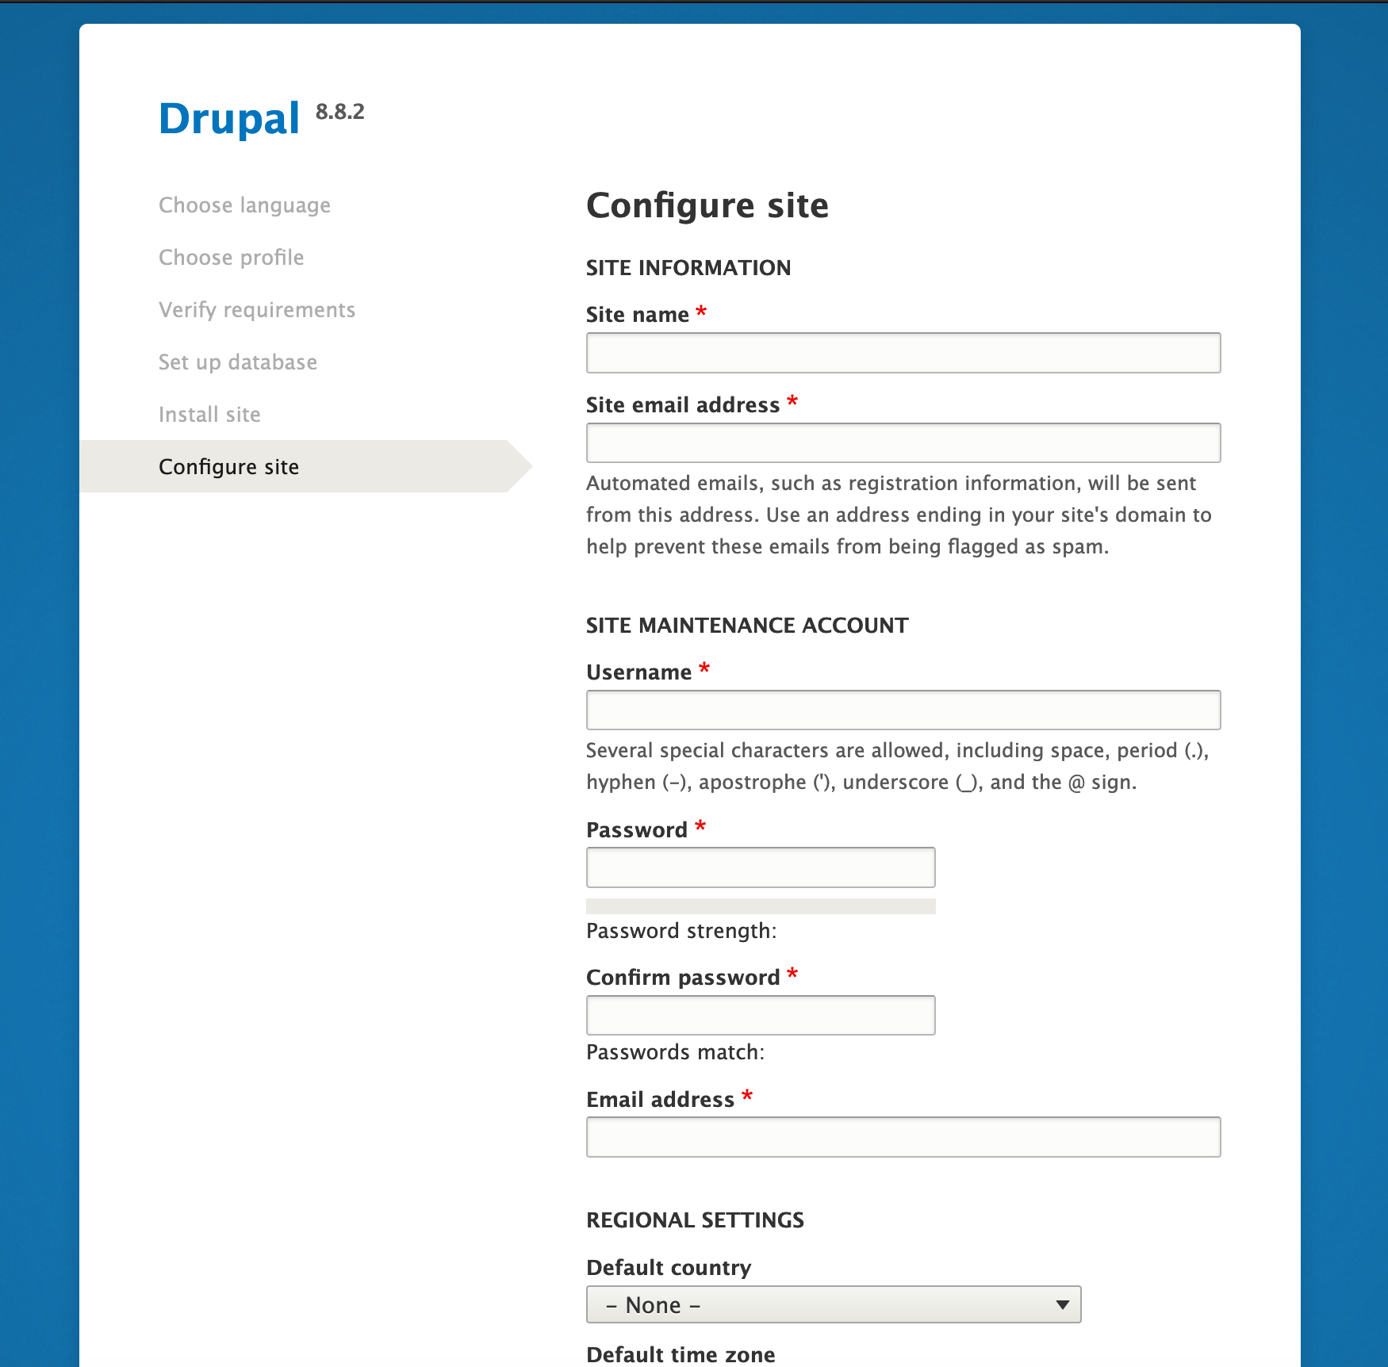 Drupal 8.8.2
Choose language
Choose profile
Verify requirements
Set up database
Install site
Configure site
Configure site
SITE INFORMATION
Site name *
Site email address *
Automated emails, such as registration information, will be sent
from this address. Use an address ending in your site's domain to
help prevent these emails from being flagged as spam.
SITE MAINTENANCE ACCOUNT
Username *
Several special characters are allowed, including space, period (.),
hyphen (-), apostrophe ('), underscore (_), and the @ sign.
Password *
Password strength:
Confirm password *
Passwords match:
Email address *
REGIONAL SETTINGS
Default country
- None -
Default time zone